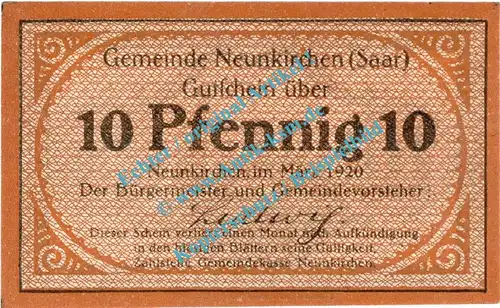 Gemeinde Neunkirchen (Saar)
Gutschein über
10 Pfennig 10
Neunkirchen, im März 1920
Der Bürgermeister und Gemeindevorsteher:
Dieser Schein verliert einen Monat nach Aufkündigung
in den hiesigen Blättern seine Gültigkeit.
Zahlstelle Gemeindekasse Neunkirchen.